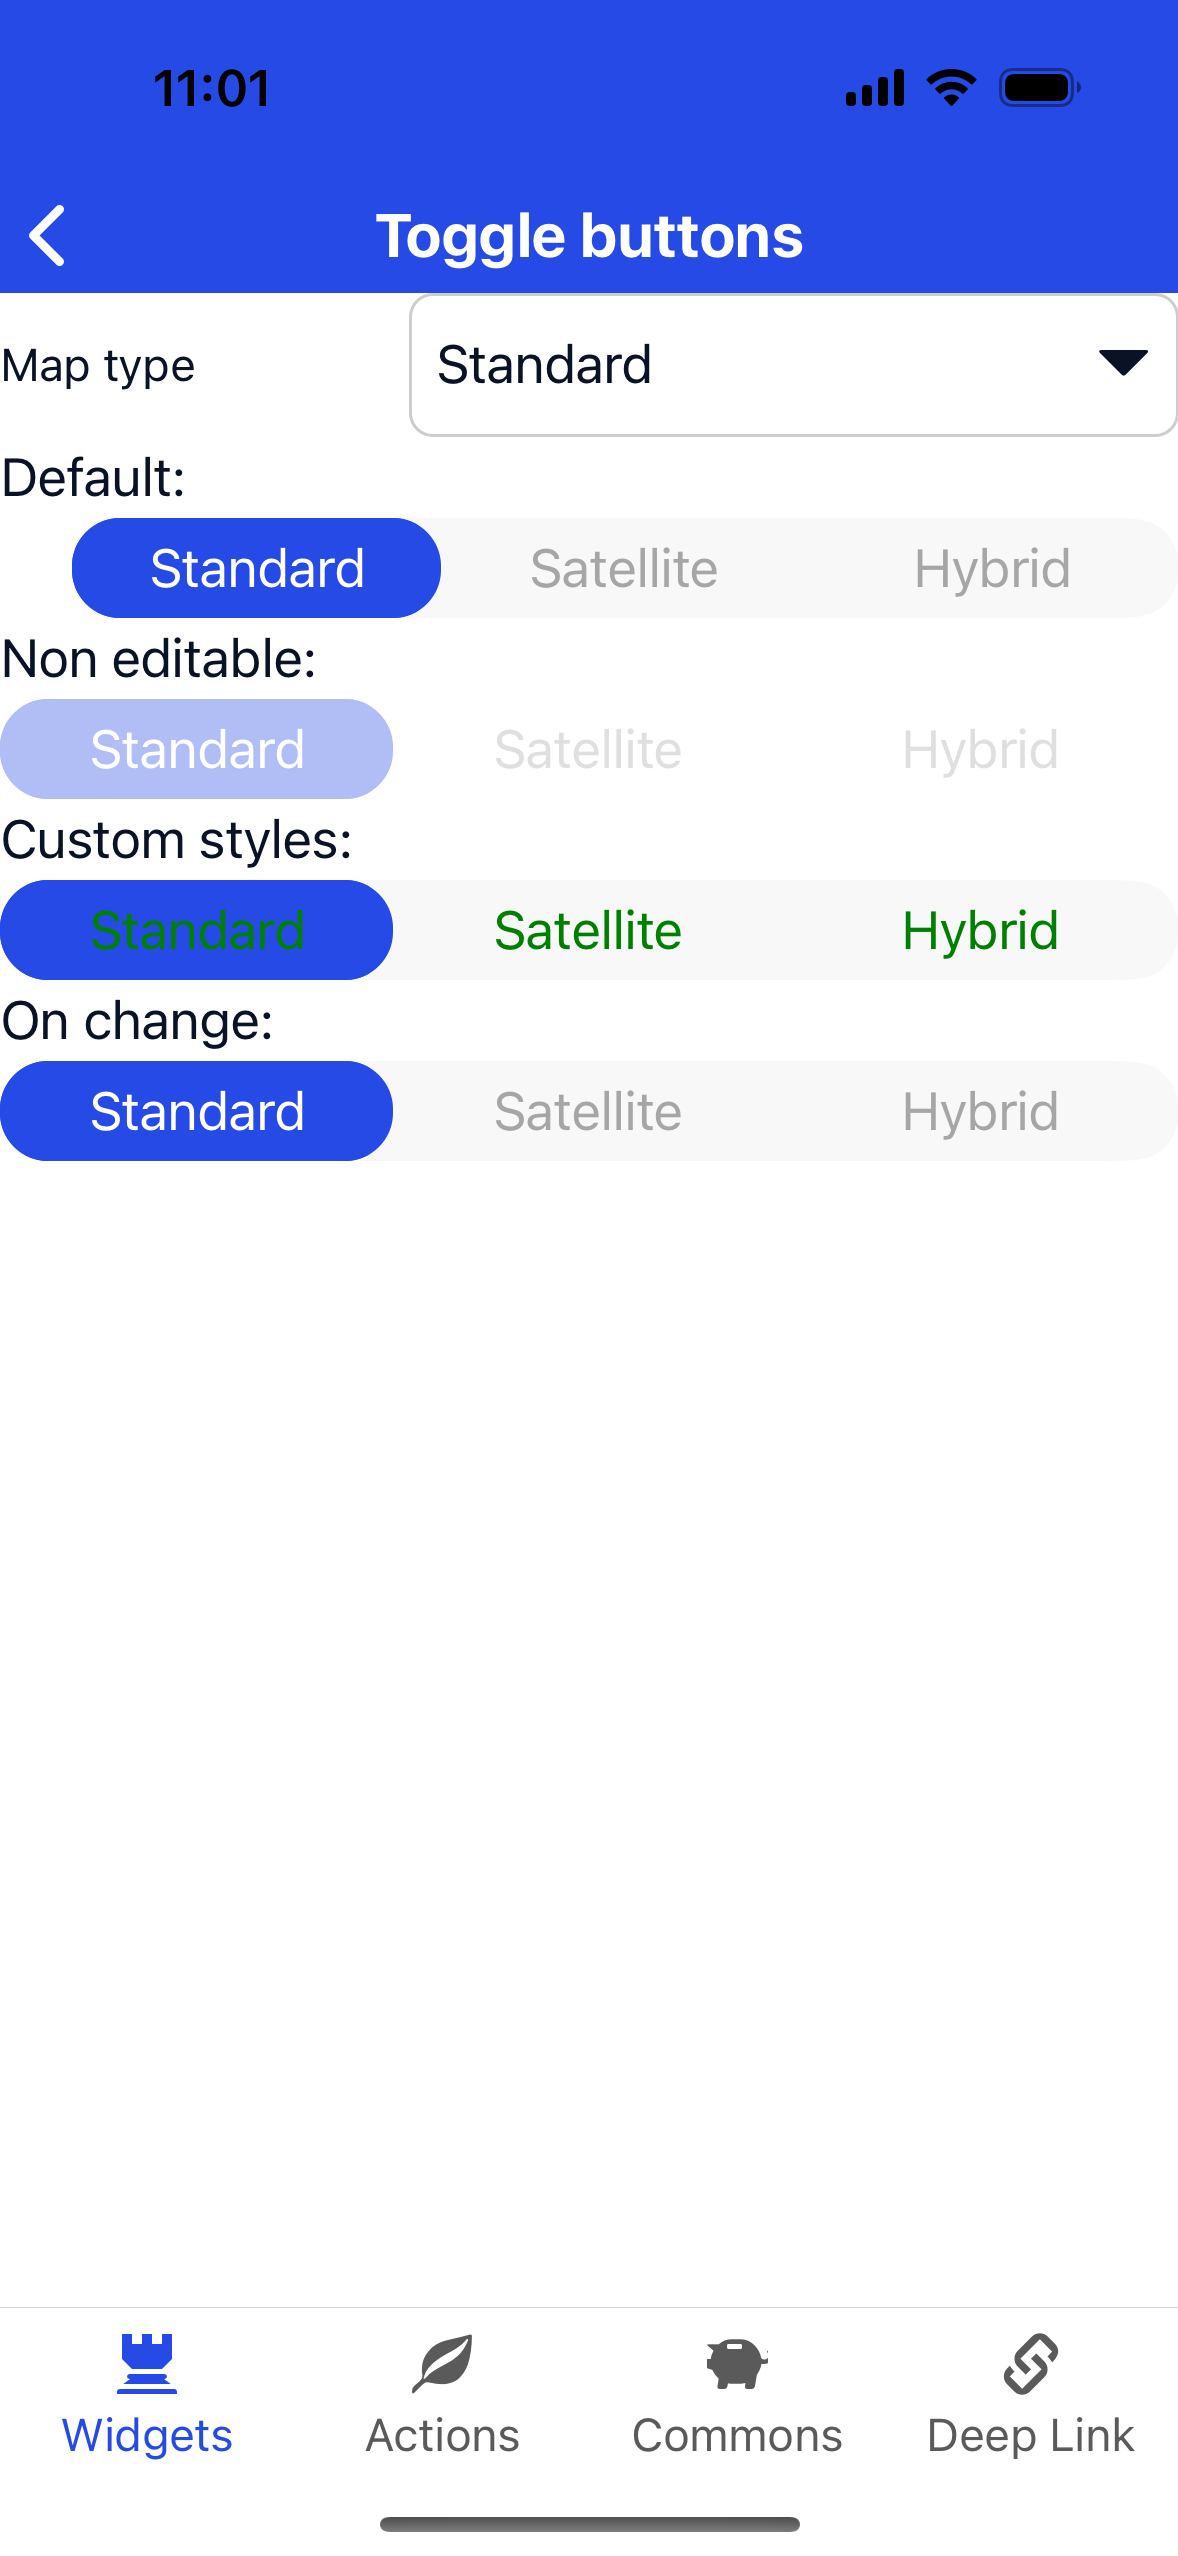 11:01
Toggle buttons
Map type
Standard
Default:
Standard Satellite Hybrid
Non editable:
Standard Satellite Hybrid
Custom styles:
Standard Satellite Hybrid
On change:
Standard Satellite Hybrid
Widgets Actions Commons Deep Link